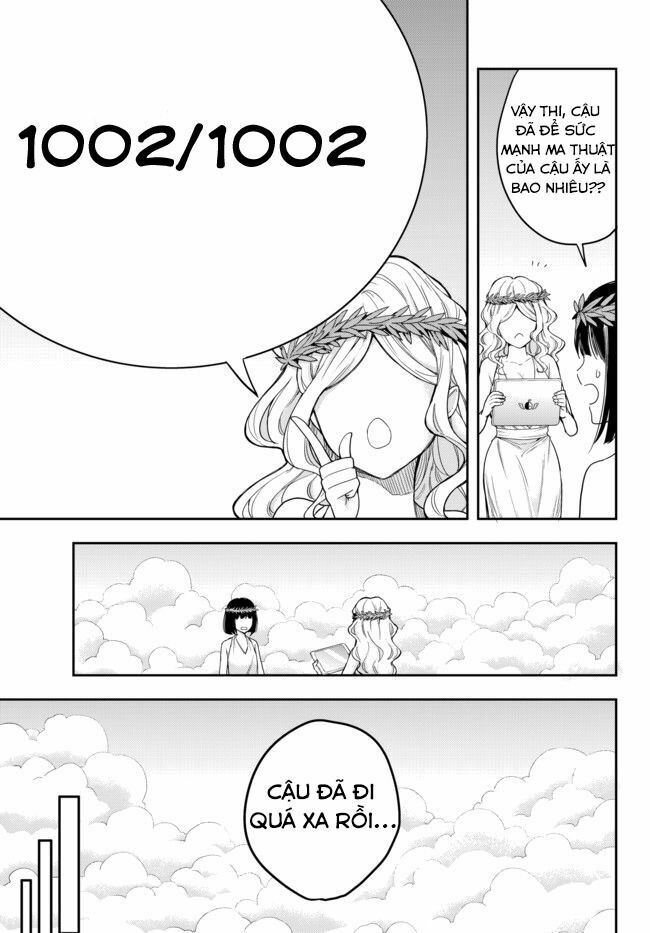 VẬY THI, CẬU
ĐÃ ĐỂ SỨC
MẠNH MA THUẬT
CỦA CẬU ẤY LÀ
BAO NHIÊU??
1002/1002
CẬU ĐÃ ĐI
QUÁ XA RỒI...